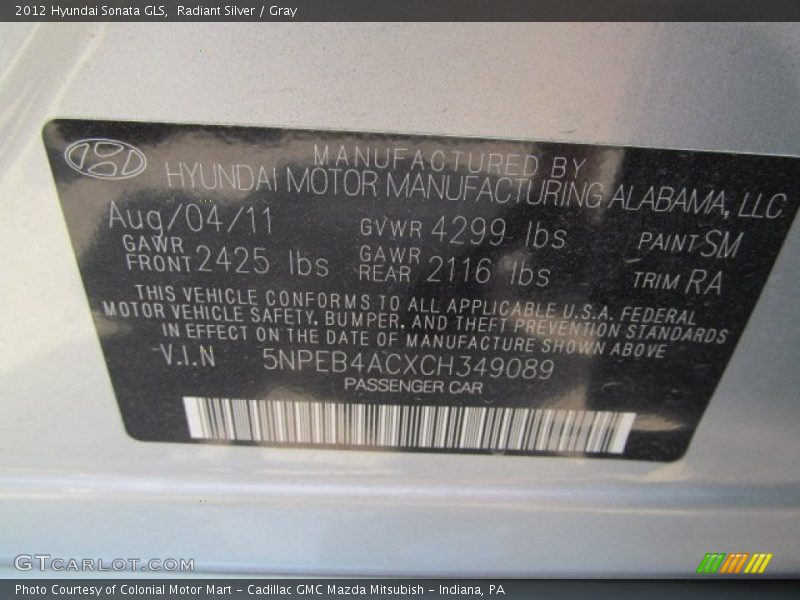 2012 Hyundai Sonata GLS,  Radiant Silver / Gray
MANUFACTURED BY
HYUNDAI MOTOR MANUFACTURING ALABAMA, LLC
Aug/04/11 GVWR 4299 lbs PAINT SM
GAWR FRONT 2425 lbs GAWR REAR 2116 lbs TRIM RA
THIS VEHICLE CONFORMS TO ALL APPLICABLE U.S.A. FEDERAL
MOTOR VEHICLE SAFETY, BUMPER, AND THEFT PREVENTION STANDARDS
IN EFFECT ON THE DATE OF MANUFACTURE SHOWN ABOVE
V.I.N 5NPEB4ACXCH349089
PASSENGER CAR
GTCarLot.com
Photo Courtesy of Colonial Motor Mart - Cadillac GMC Mazda Mitsubish - Indiana, PA